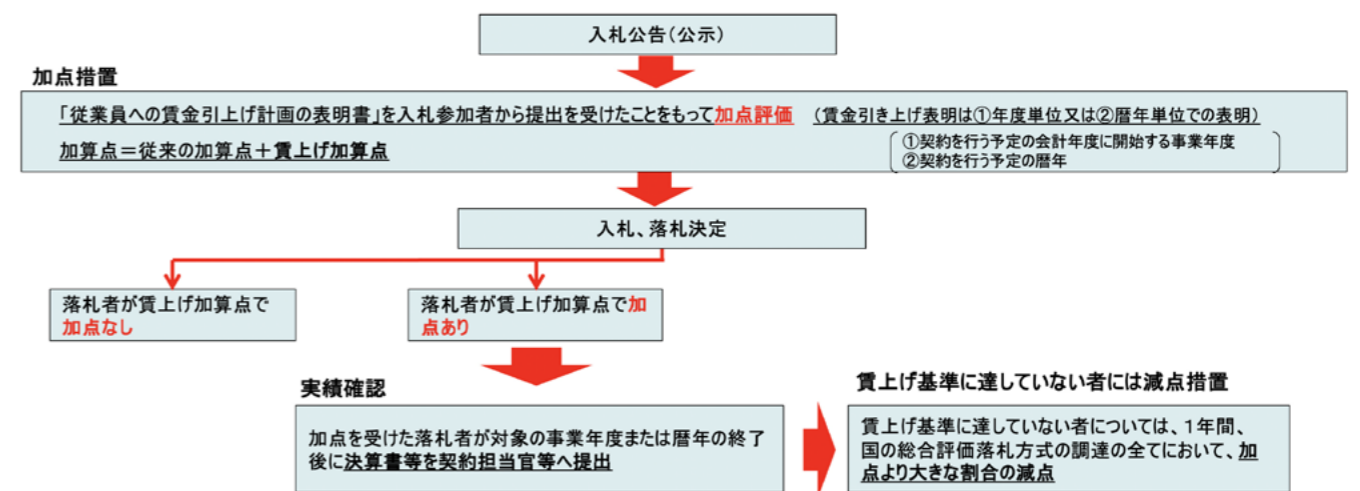 入札公告(公示)
加点措置
「従業員への賃金引上げ計画の表明書」を入札参加者から提出を受けたことをもって加点評価 (賃金引き上げ表明は①年度単位又は②暦年単位での表明)
加算点=従来の加算点+賃上げ加算点
①契約を行う予定の会計年度に開始する事業年度
②契約を行う予定の暦年
入札、落札決定
落札者が賃上げ加算点で
加点なし
落札者が賃上げ加算点で加
点あり
実績確認
加点を受けた落札者が対象の事業年度または暦年の終了
後に決算書等を契約担当官等へ提出
賃上げ基準に達していない者には減点措置
賃上げ基準に達していない者については、1年間、
国の総合評価落札方式の調達の全てにおいて、加
点より大きな割合の減点